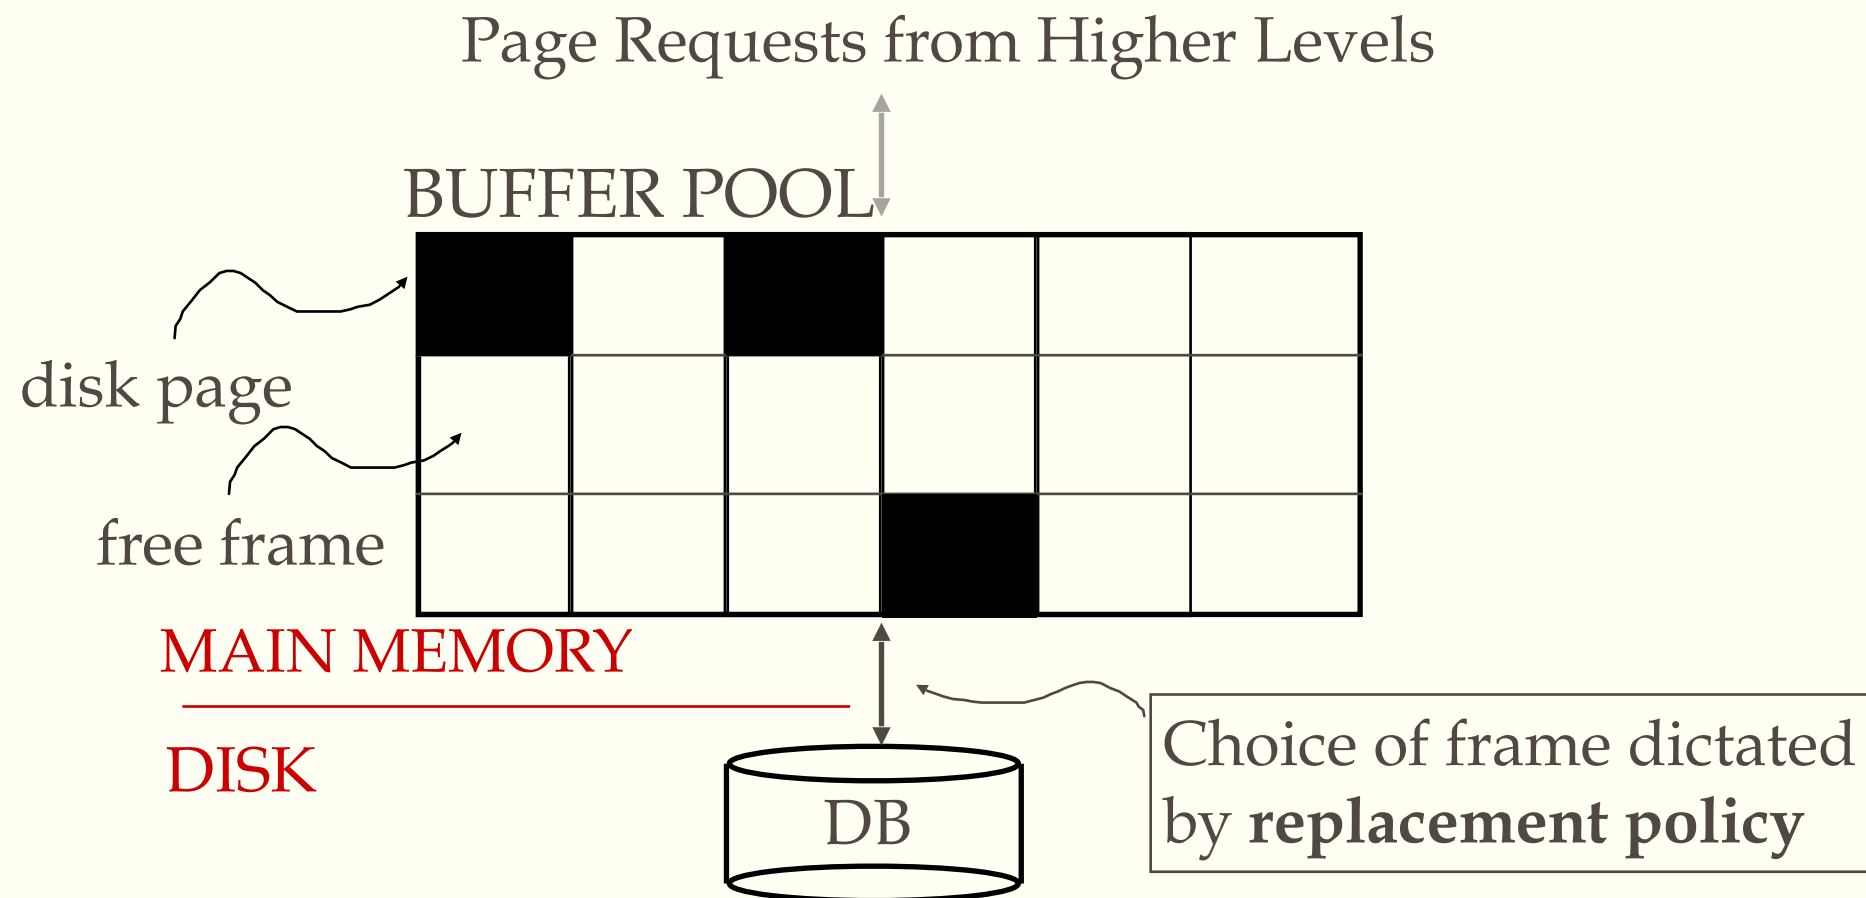 Page Requests from Higher Levels
BUFFER POOL
disk page
free frame
MAIN MEMORY
DISK
DB
Choice of frame dictated
by replacement policy